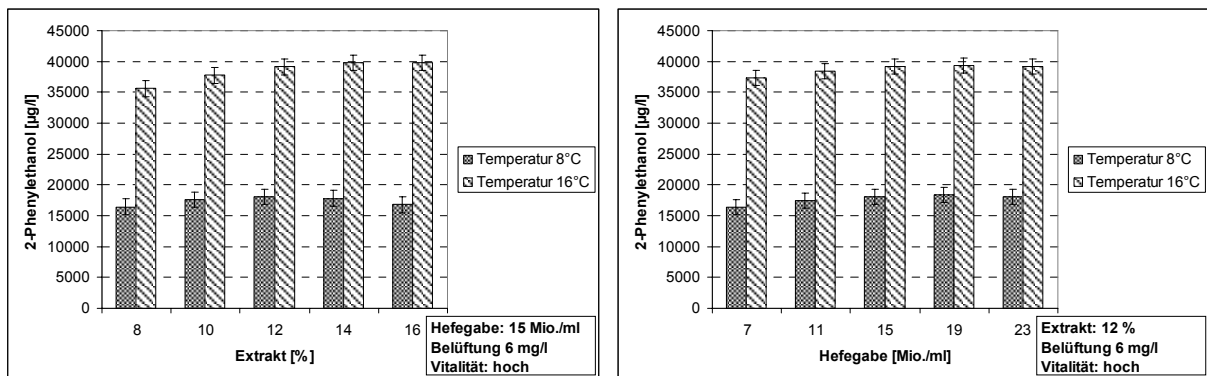 45000
40000
35000
30000
25000
20000
15000
10000
5000
0
2-Phenylethanol [µg/l]
8 10 12 14 16
Extrakt [%]
Temperatur 8°C
Temperatur 16°C
Hefegabe: 15 Mio./ml
Belüftung 6 mg/l
Vitalität: hoch
45000
40000
35000
30000
25000
20000
15000
10000
5000
0
2-Phenylethanol [µg/l]
7 11 15 19 23
Hefegabe [Mio./ml]
Temperatur 8°C
Temperatur 16°C
Extrakt: 12 %
Belüftung 6 mg/l
Vitalität: hoch